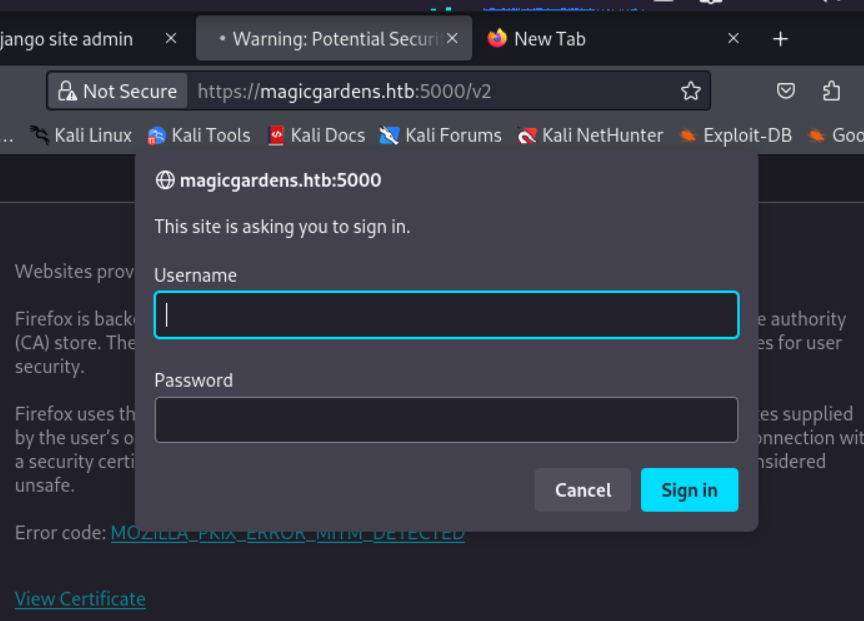 jango site admin
Warning: Potential Securi
New Tab
Not Secure
https://magicgardens.htb:5000/v2
... Kali Linux Kali Tools Kali Docs Kali Forums Kali NetHunter Exploit-DB Goo
magicgardens.htb:5000
This site is asking you to sign in.
Username
Password
Cancel Sign in
Websites prov
Firefox is back e authority
(CA) store. The es for user
security.
Firefox uses th tes supplied
by the user's o onnection wit
a security certi nsidered
unsafe.
Error code: MOZILLA_PKIX_ERROR_MITM_DETECTED
View Certificate